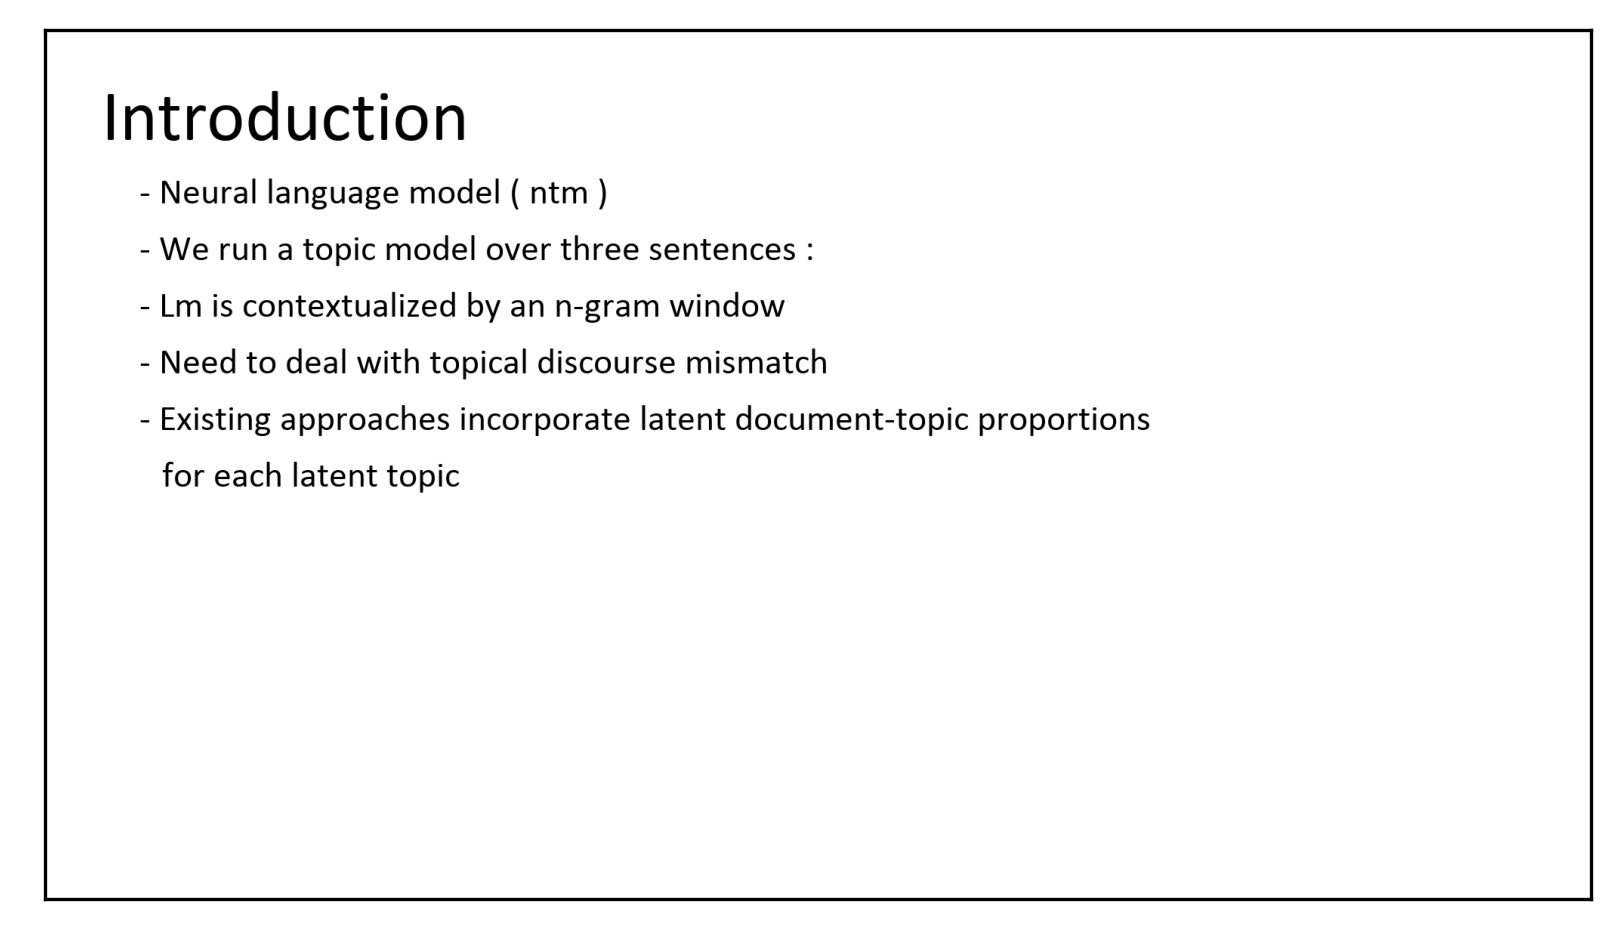 Introduction
- Neural language model ( ntm )
- We run a topic model over three sentences :
- Lm is contextualized by an n-gram window
- Need to deal with topical discourse mismatch
- Existing approaches incorporate latent document-topic proportions
for each latent topic